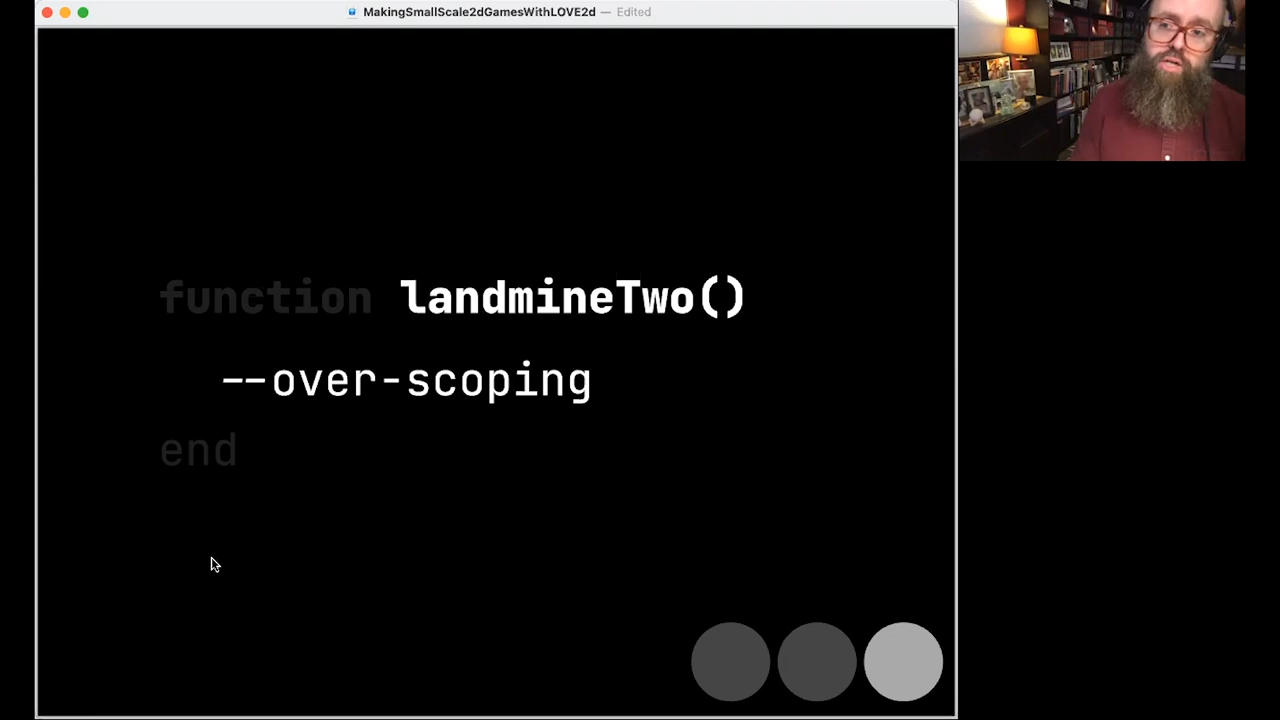 MakingSmallScale2dGamesWithLOVE2d — Edited
function landmineTwo()
--over-scoping
end